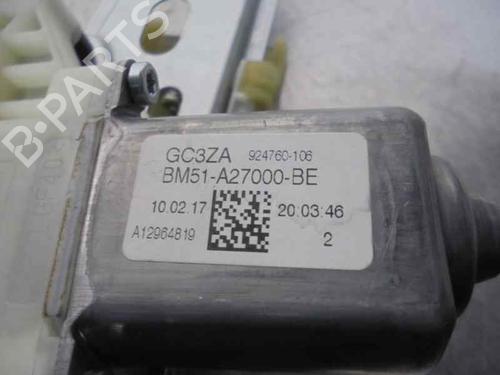 B-PARTS
GC3ZA 924760-106
BM51-A27000-BE
10.02.17 20:03:46
A12964819 2